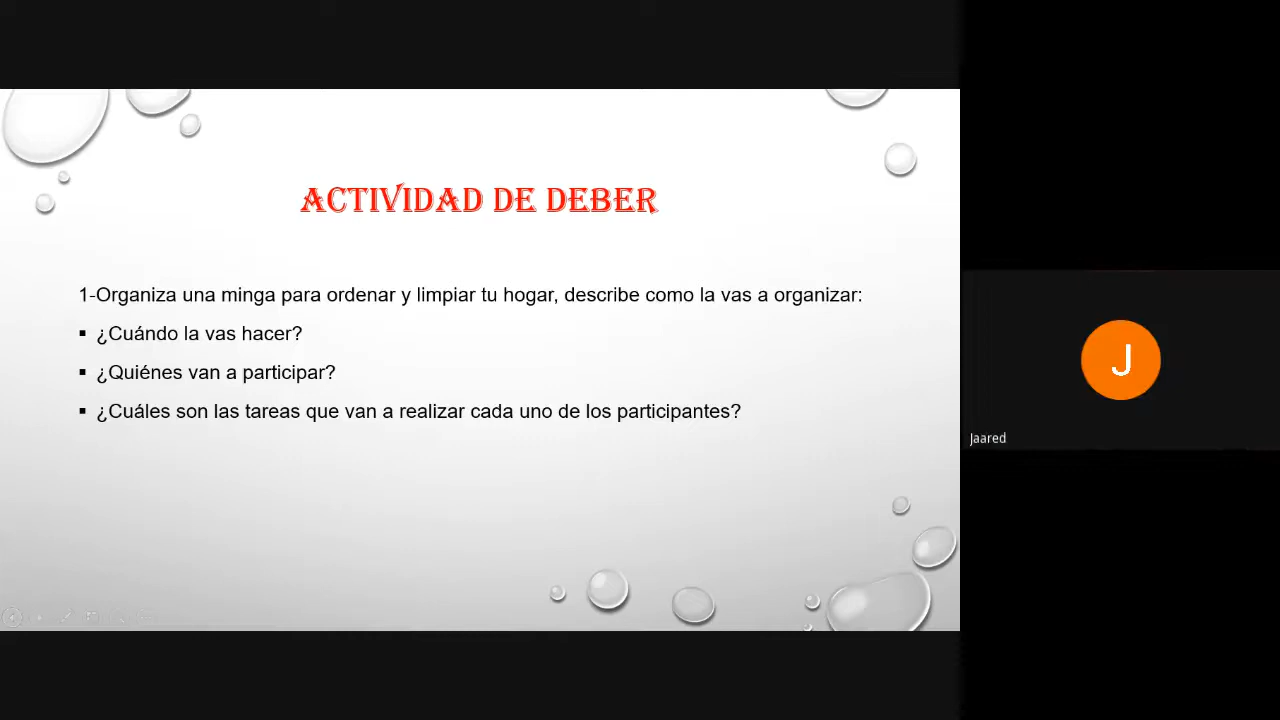 ACTIVIDAD DE DEBER
1-Organiza una minga para ordenar y limpiar tu hogar, describe como la vas a organizar:
▪ ¿Cuándo la vas hacer?
▪ ¿Quiénes van a participar?
▪ ¿Cuáles son las tareas que van a realizar cada uno de los participantes?
J
Jaared